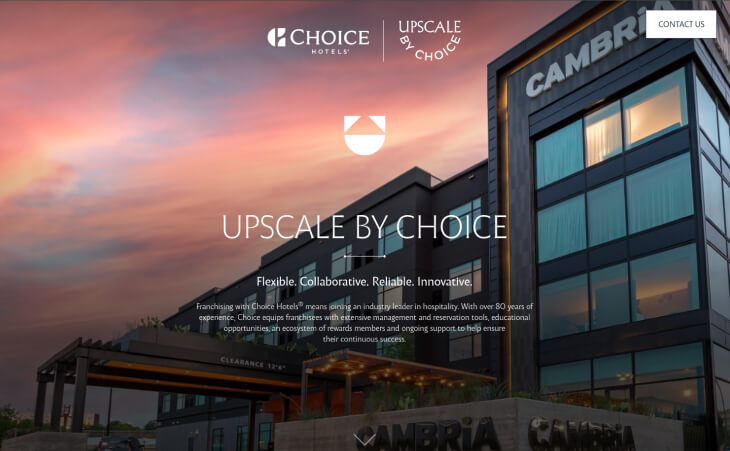 CHOICE
HOTELS®
UPSCALE
BY CHOICE
CONTACT US
CAMBRiA
UPSCALE BY CHOICE
Flexible. Collaborative. Reliable. Innovative.
Franchising with Choice Hotels® means joining an industry leader in hospitality. With over 80 years of
experience, Choice equips franchisees with extensive management and reservation tools, educational
opportunities, an ecosystem of rewards members and ongoing support to help ensure
their continuous success.
CLEARANCE 12'8"
CAMBRiA CAMBRiA